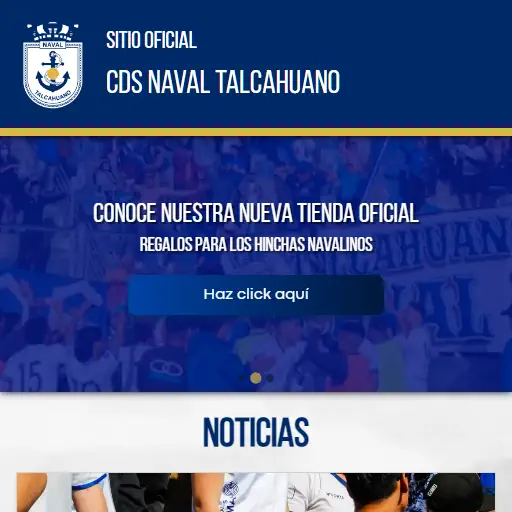 NAVAL
TALCAHUANO
SITIO OFICIAL
CDS NAVAL TALCAHUANO
CONOCE NUESTRA NUEVA TIENDA OFICIAL
REGALOS PARA LOS HINCHAS NAVALINOS
Haz click aquí
15
NOTICIAS